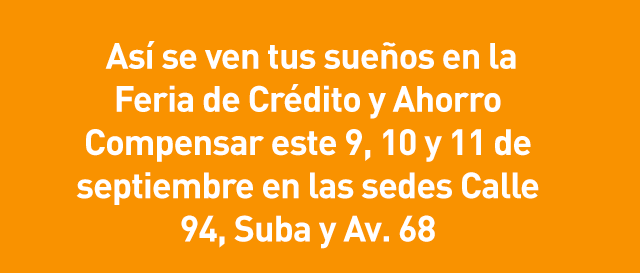 Así se ven tus sueños en la
Feria de Crédito y Ahorro
Compensar este 9, 10 y 11 de
septiembre en las sedes Calle
94, Suba y Av. 68